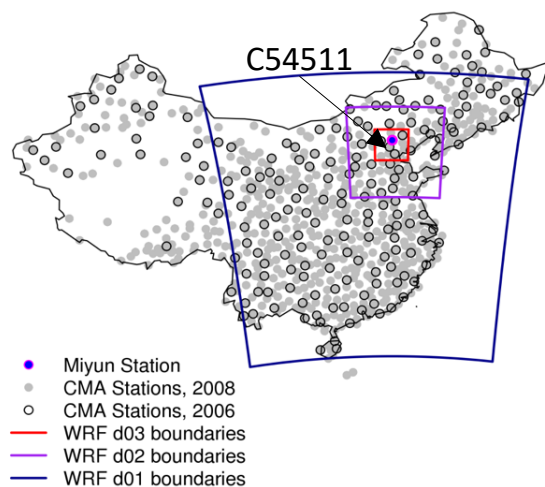 C54511
Miyun Station
CMA Stations, 2008
CMA Stations, 2006
WRF d03 boundaries
WRF d02 boundaries
WRF d01 boundaries